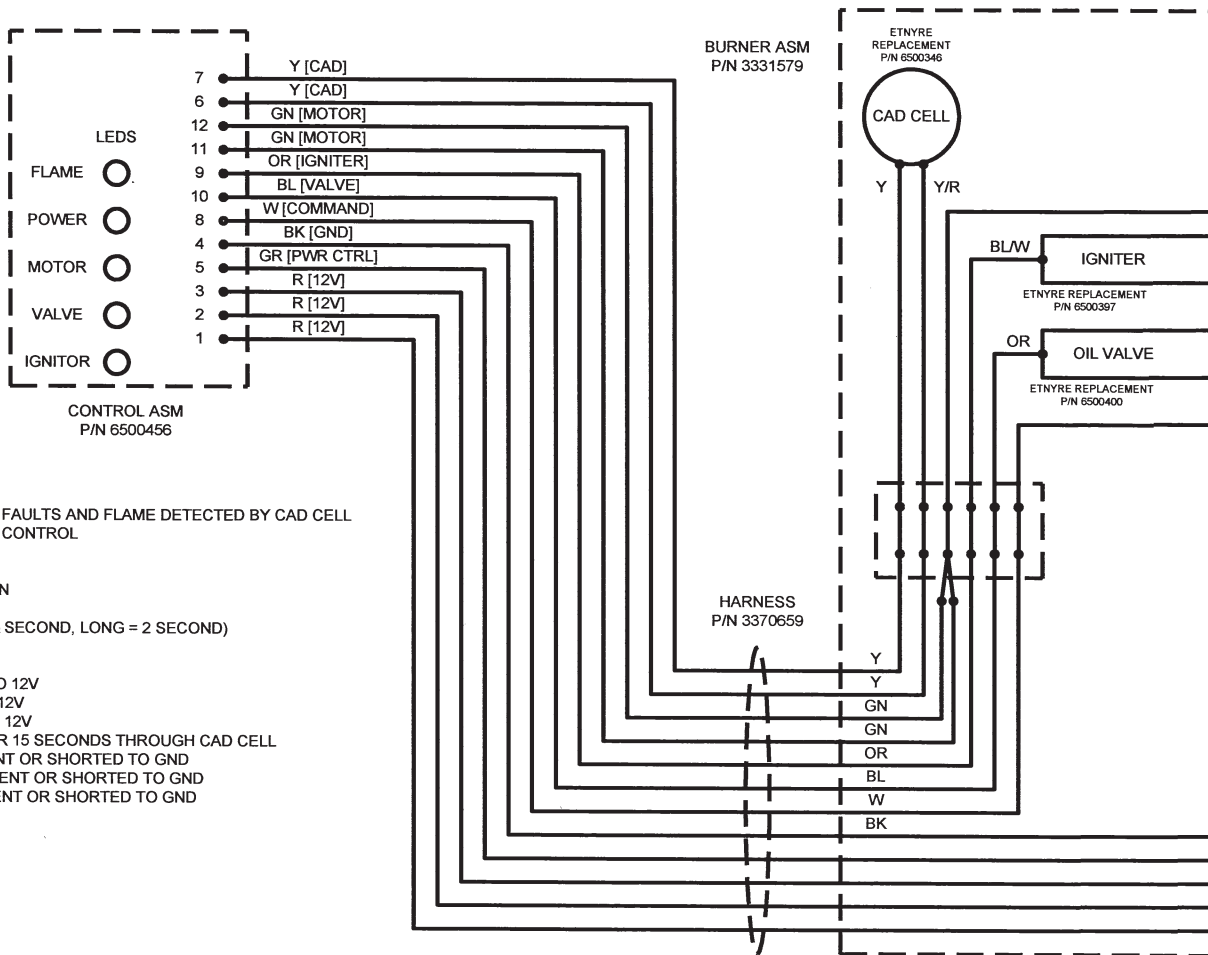 ETNYRE
REPLACEMENT
P/N 6500346
BURNER ASM
P/N 3331579
CAD CELL
7 Y [CAD]
6 Y [CAD]
12 GN [MOTOR]
11 GN [MOTOR]
9 OR [IGNITER]
10 BL [VALVE]
8 W [COMMAND]
4 BK [GND]
5 GR [PWR CTRL]
3 R [12V]
2 R [12V]
1 R [12V]
LEDS
FLAME
POWER
MOTOR
VALVE
IGNITOR
CONTROL ASM
P/N 6500456
Y Y/R
BL/W IGNITER
ETNYRE REPLACEMENT
P/N 6500397
OR OIL VALVE
ETNYRE REPLACEMENT
P/N 6500400
FAULTS AND FLAME DETECTED BY CAD CELL
CONTROL
N
SECOND, LONG = 2 SECOND)
12V
12V
12V
R 15 SECONDS THROUGH CAD CELL
NT OR SHORTED TO GND
ENT OR SHORTED TO GND
ENT OR SHORTED TO GND
HARNESS
P/N 3370659
Y
Y
GN
GN
OR
BL
W
BK